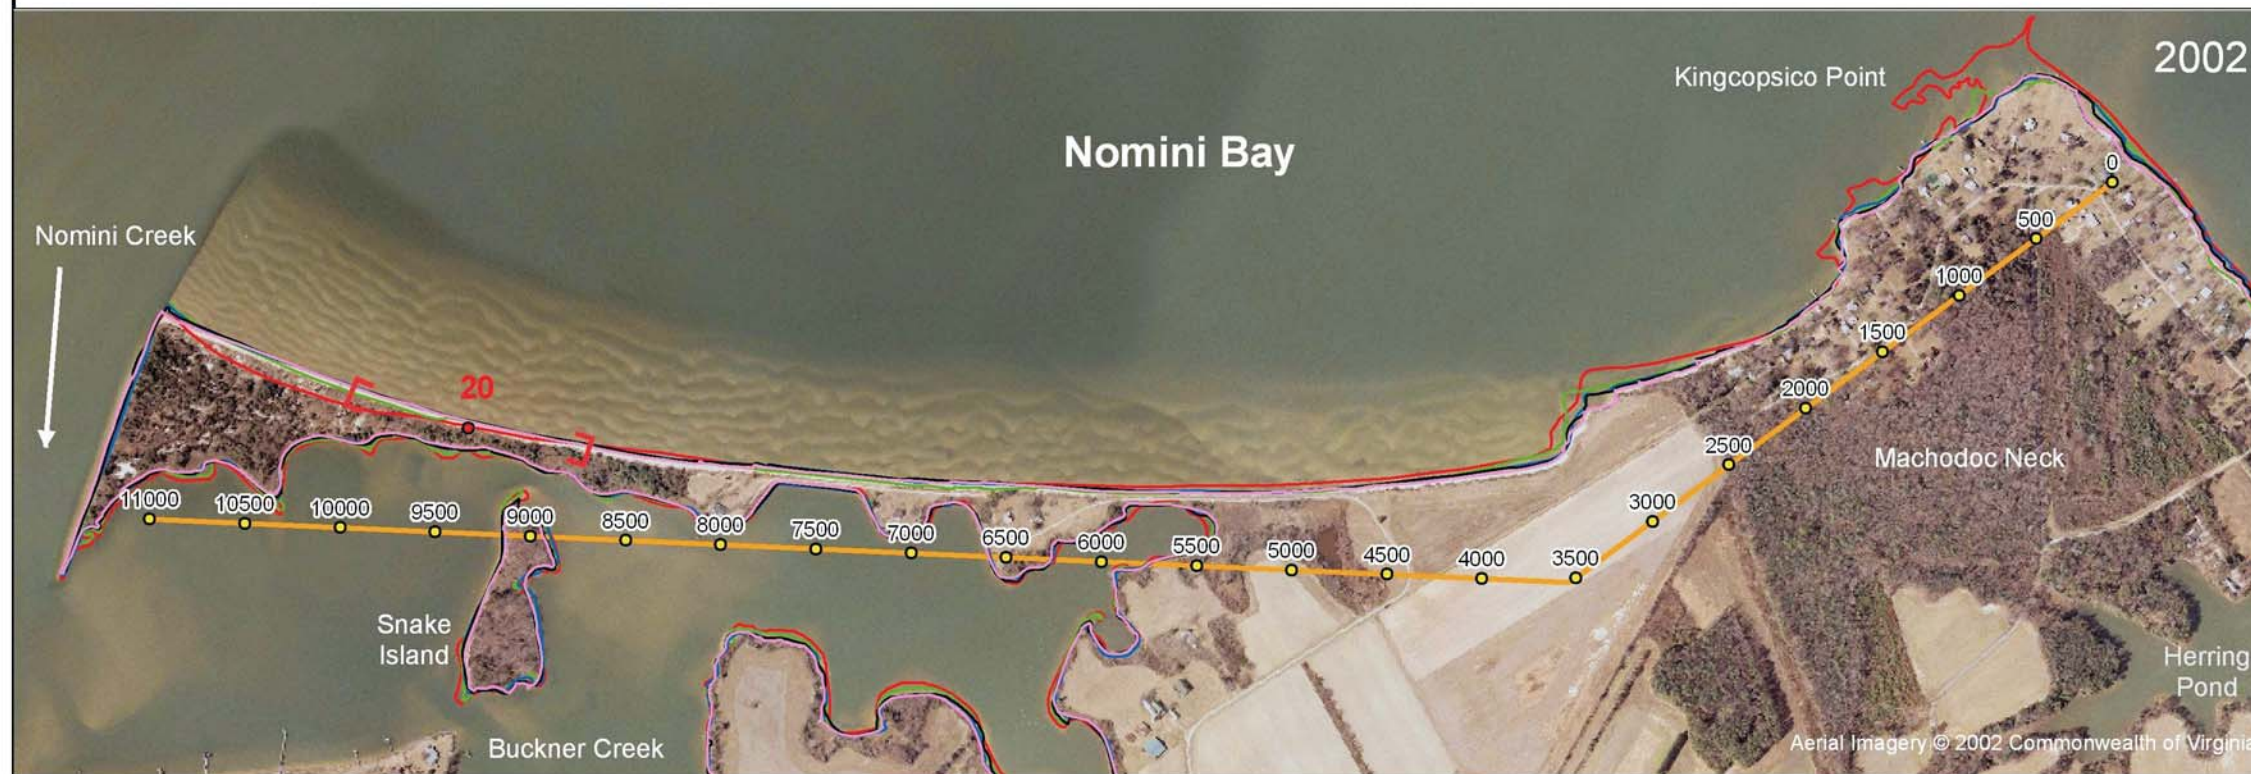 2002
Kingcopsico Point
Nomini Bay
0
500
Nomini Creek
1000
1500
2000
20
2500
Machodoc Neck
3000
11000
10500
10000
9500
9000
8500
8000
7500
7000
6500
6000
5500
5000
4500
4000
3500
Snake
Island
Herring
Pond
Buckner Creek
Aerial Imagery © 2002 Commonwealth of Virginia